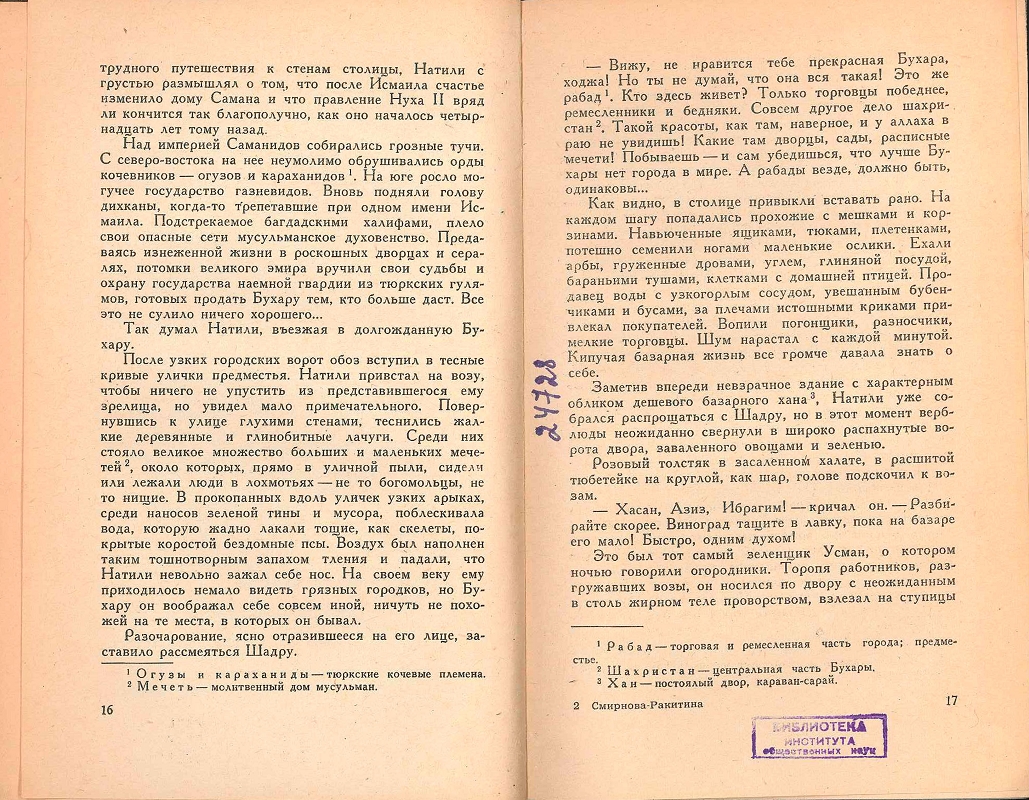 трудного путешествия к стенам столицы, Натили с
грустью размышлял о том, что после Исмаила счастье
изменило дому Самана и что правление Нуха II вряд
ли кончится так благополучно, как оно началось четыр-
надцать лет тому назад.
Над империей Саманидов собирались грозные тучи.
С северо-востока на нее неумолимо обрушивались орды
кочевников — огузов и караханидов ¹. На юге росло мо-
гучее государство газневидов. Вновь подняли голову
дихканы, когда-то трепетавшие при одном имени Ис-
маила. Подстрекаемое багдадскими халифами, плело
свои опасные сети мусульманское духовенство. Преда-
ваясь изнеженной жизни в роскошных дворцах и сера-
лях, потомки великого эмира вручили свои судьбы и
охрану государства наемной гвардии из тюркских гуля-
мов, готовых продать Бухару тем, кто больше даст. Все
это не сулило ничего хорошего...
Так думал Натили, въезжая в долгожданную Бу-
хару.
После узких городских ворот обоз вступил в тесные
кривые улички предместья. Натили привстал на возу,
чтобы ничего не упустить из представившегося ему
зрелища, но увидел мало примечательного. Повер-
нувшись к улице глухими стенами, теснились жал-
кие деревянные и глинобитные лачуги. Среди них
стояло великое множество больших и маленьких мече-
тей ², около которых, прямо в уличной пыли, сидели
или лежали люди в лохмотьях — не то богомольцы, не
то нищие. В прокопанных вдоль уличек узких арыках,
среди наносов зеленой тины и мусора, поблескивала
вода, которую жадно лакали тощие, как скелеты, по-
крытые коростой бездомные псы. Воздух был наполнен
таким тошнотворным запахом тления и падали, что
Натили невольно зажал себе нос. На своем веку ему
приходилось немало видеть грязных городков, но Бу-
хару он воображал себе совсем иной, ничуть не похо-
жей на те места, в которых он бывал.
Разочарование, ясно отразившееся на его лице, за-
ставило рассмеяться Шадру.
¹ Огузы и караханиды — тюркские кочевые племена.
² Мечеть — молитвенный дом мусульман.
16
— Вижу, не нравится тебе прекрасная Бухара,
ходжа! Но ты не думай, что она вся такая! Это же
рабад ¹. Кто здесь живет? Только торговцы победнее,
ремесленники и бедняки. Совсем другое дело шахри-
стан ². Такой красоты, как там, наверное, и у аллаха в
раю не увидишь! Какие там дворцы, сады, расписные
мечети! Побываешь — и сам убедишься, что лучше Бу-
хары нет города в мире. А рабады везде, должно быть,
одинаковы...
Как видно, в столице привыкли вставать рано. На
каждом шагу попадались прохожие с мешками и кор-
зинами. Навьюченные ящиками, тюками, плетенками,
потешно семенили ногами маленькие ослики. Ехали
арбы, груженные дровами, углем, глиняной посудой,
бараньими тушами, клетками с домашней птицей. Про-
давец воды с узкогорлым сосудом, увешанным бубен-
чиками и бусами, за плечами истошными криками при-
влекал покупателей. Вопили погонщики, разносчики,
мелкие торговцы. Шум нарастал с каждой минутой.
Кипучая базарная жизнь все громче давала знать о
себе.
Заметив впереди невзрачное здание с характерным
обликом дешевого базарного хана ³, Натили уже со-
брался распрощаться с Шадру, но в этот момент верб-
люды неожиданно свернули в широко распахнутые во-
рота двора, заваленного овощами и зеленью.
Розовый толстяк в засаленном халате, в расшитой
тюбетейке на круглой, как шар, голове подскочил к во-
зам.
— Хасан, Азиз, Ибрагим! — кричал он. — Разби-
райте скорее. Виноград тащите в лавку, пока на базаре
его мало! Быстро, одним духом!
Это был тот самый зеленщик Усман, о котором
ночью говорили огородники. Торопя работников, раз-
гружавших возы, он носился по двору с неожиданным
в столь жирном теле проворством, взлезал на ступицы
¹ Рабад — торговая и ремесленная часть города; предме-
стье.
² Шахристан — центральная часть Бухары.
³ Хан — постоялый двор, караван-сарай.
2 Смирнова-Ракитина
17
24728
БИБЛИОТЕКА
ИНСТИТУТА
общественных наук